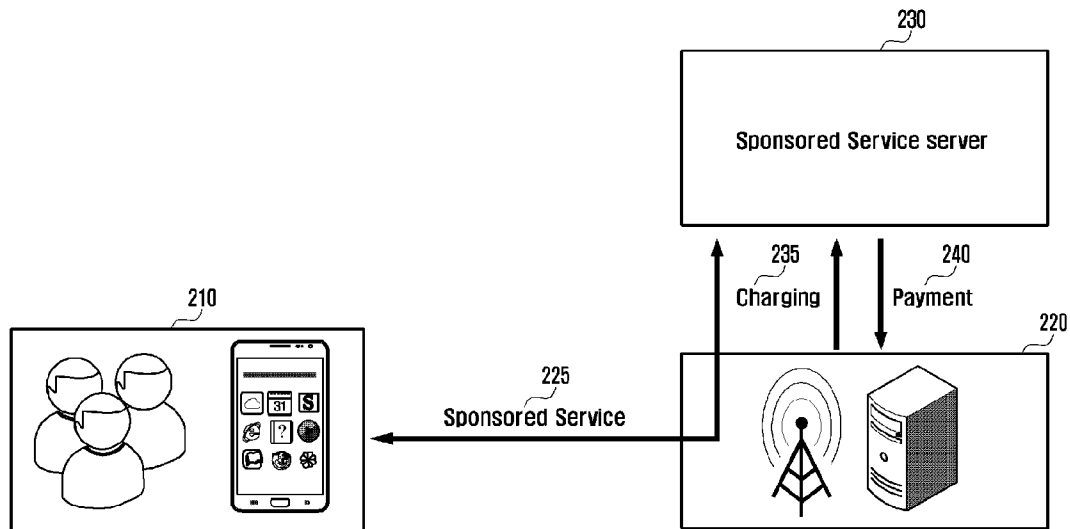 230
Sponsored Service server
235
Charging
240
Payment
210
220
225
Sponsored Service
31
S
?